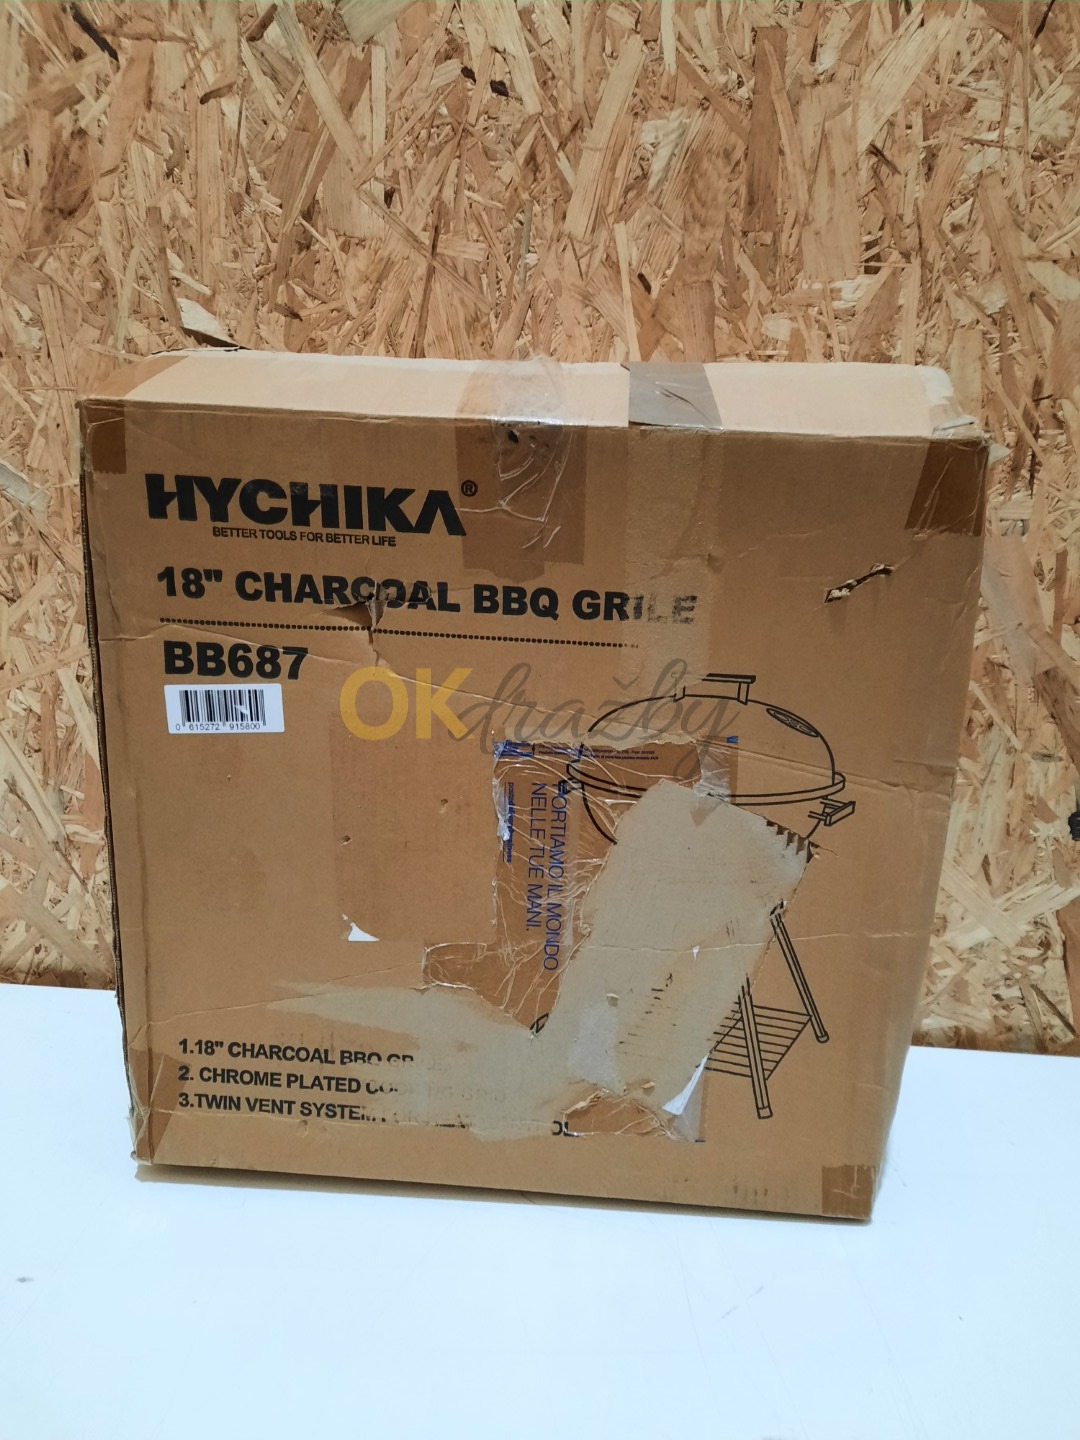 HYCHIKA®
BETTER TOOLS FOR BETTER LIFE
18" CHARCOAL BBQ GRILE
BB687
0 615272 915800
OKdražby
PORTIAMO IL MONDO
NELLE TUE MANI.
1.18" CHARCOAL BBQ
2. CHROME PLATED
3.TWIN VENT SYSTEM